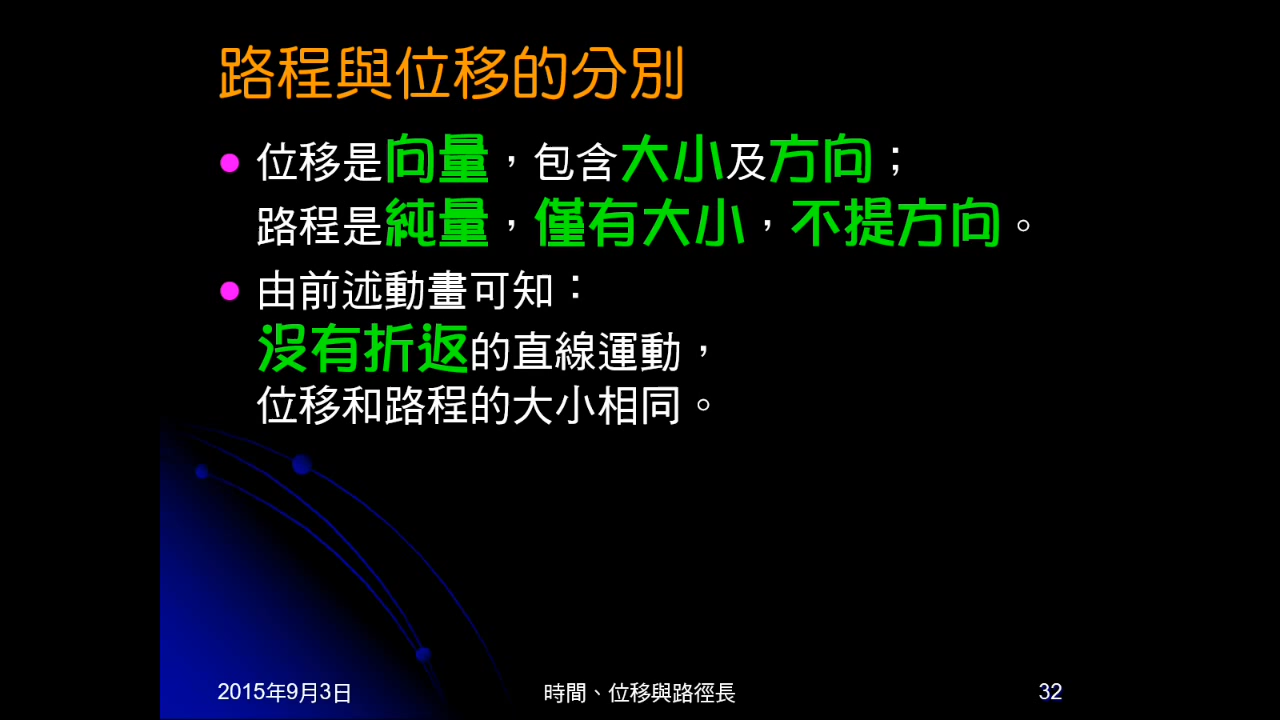 路程與位移的分別
位移是向量，包含大小及方向；
路程是純量，僅有大小，不提方向。
由前述動畫可知：
沒有折返的直線運動，
位移和路程的大小相同。
2015年9月3日
時間、位移與路徑長
32